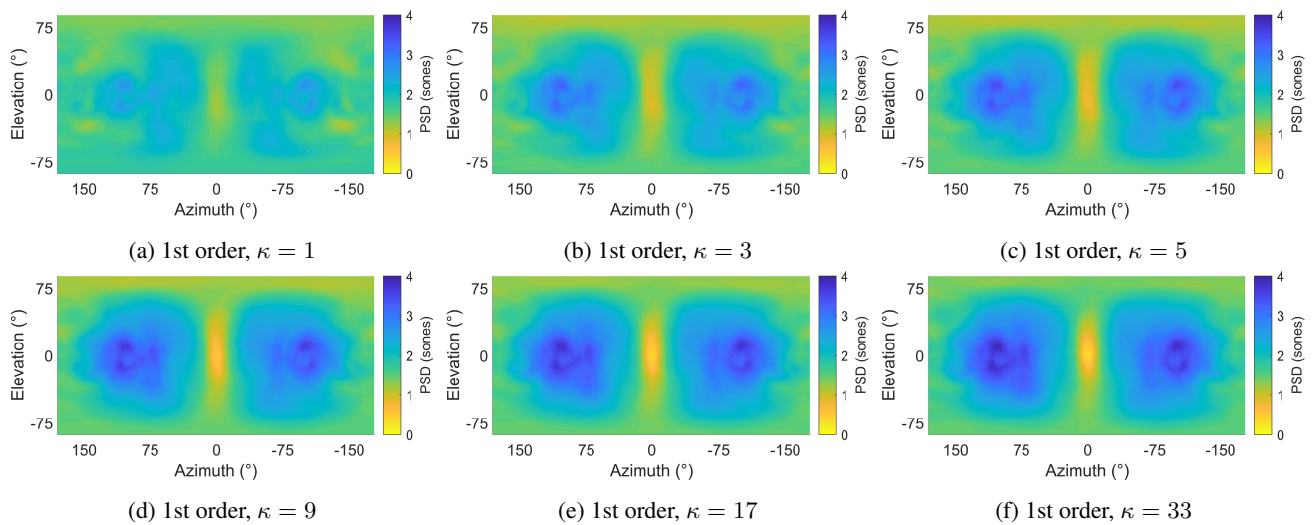 75
0
-75
Elevation (°)
150 75 0 -75 -150
Azimuth (°)
4
3
2
1
0
PSD (sones)
(a) 1st order, κ = 1
75
0
-75
Elevation (°)
150 75 0 -75 -150
Azimuth (°)
4
3
2
1
0
PSD (sones)
(b) 1st order, κ = 3
75
0
-75
Elevation (°)
150 75 0 -75 -150
Azimuth (°)
4
3
2
1
0
PSD (sones)
(c) 1st order, κ = 5
75
0
-75
Elevation (°)
150 75 0 -75 -150
Azimuth (°)
4
3
2
1
0
PSD (sones)
(d) 1st order, κ = 9
75
0
-75
Elevation (°)
150 75 0 -75 -150
Azimuth (°)
4
3
2
1
0
PSD (sones)
(e) 1st order, κ = 17
75
0
-75
Elevation (°)
150 75 0 -75 -150
Azimuth (°)
4
3
2
1
0
PSD (sones)
(f) 1st order, κ = 33